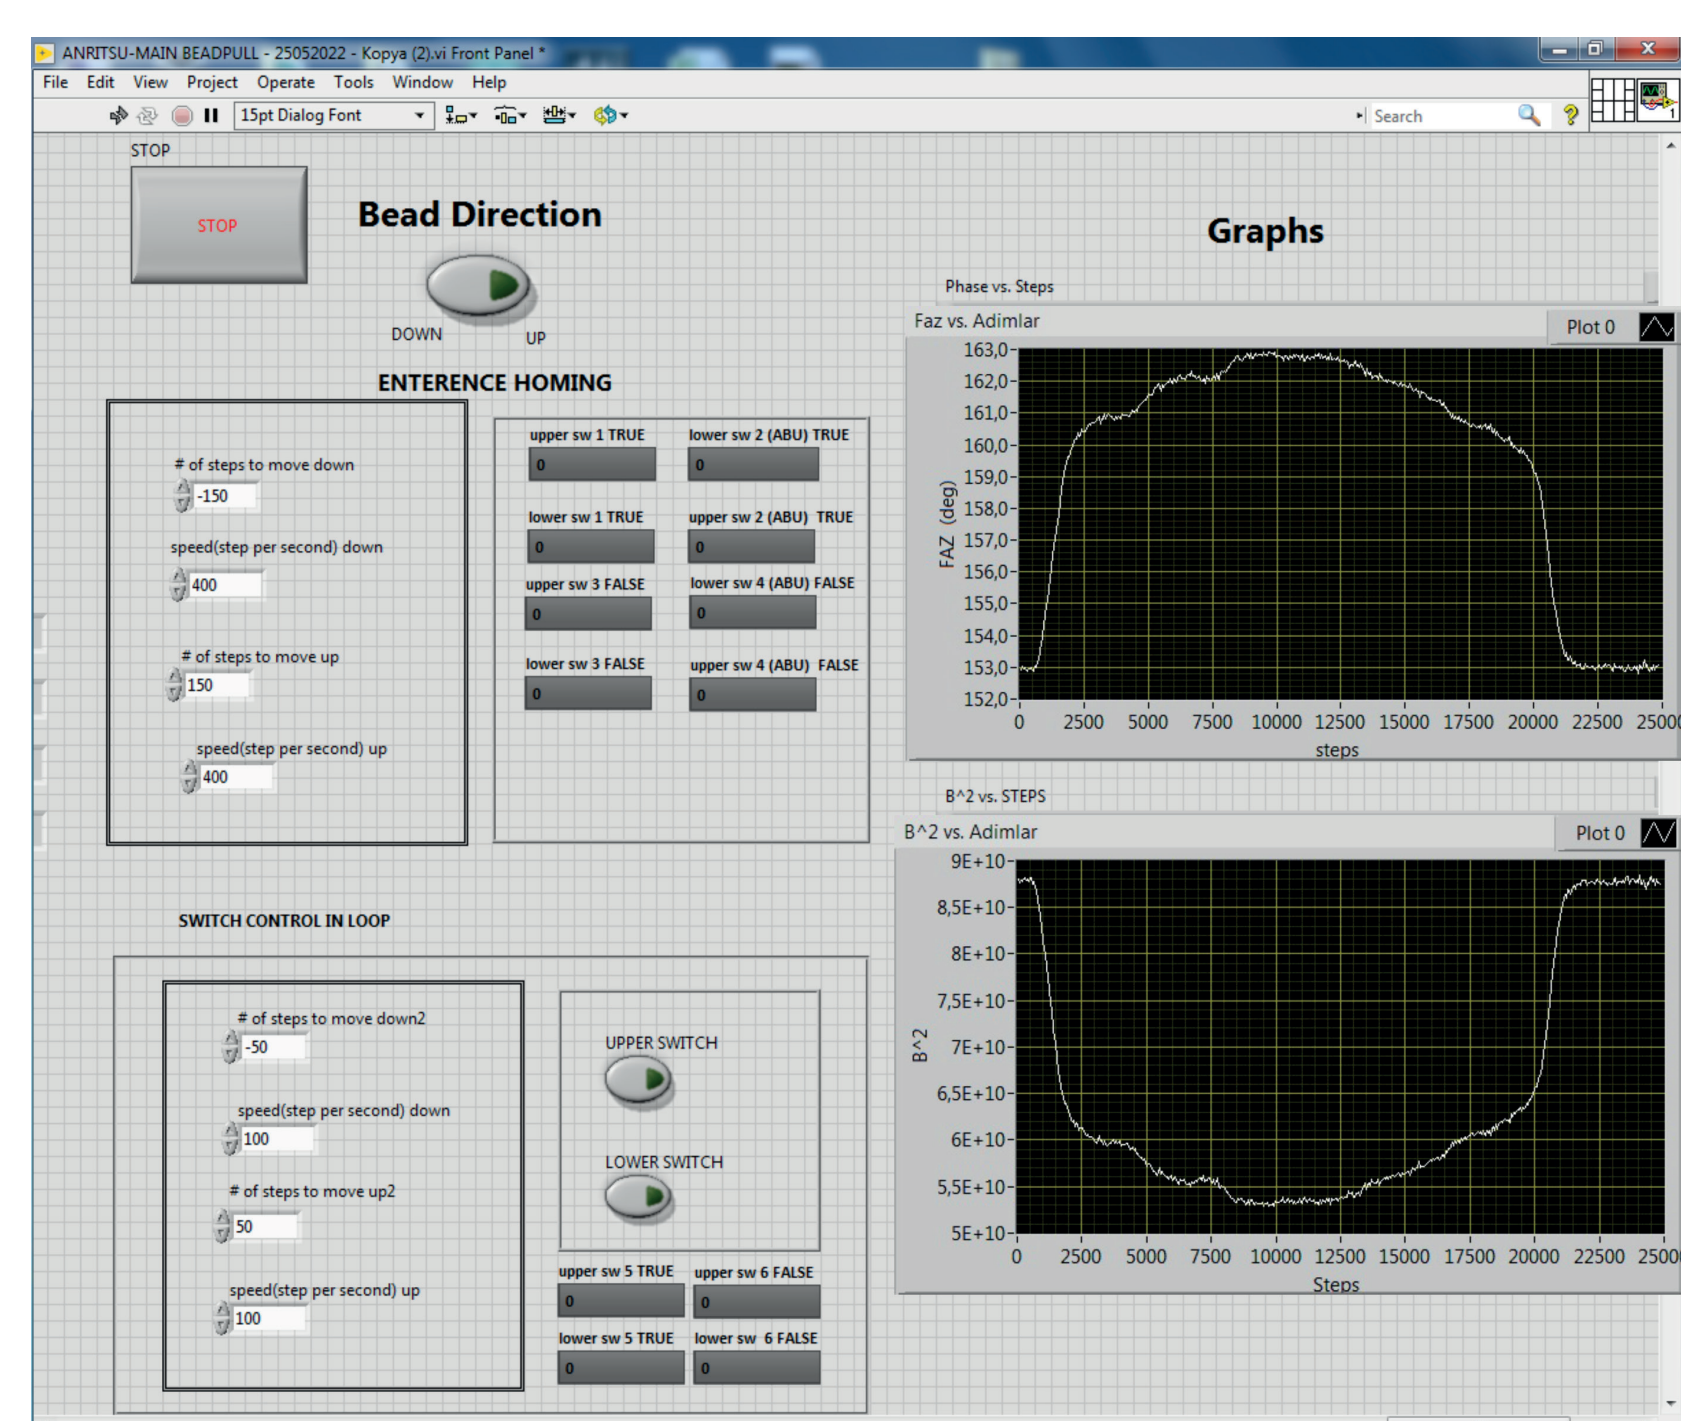 ANRITSU-MAIN BEADPULL - 25052022 - Kopya (2).vi Front Panel *
File Edit View Project Operate Tools Window Help
15pt Dialog Font
Search
1
STOP
STOP
Bead Direction
DOWN
UP
ENTERENCE HOMING
# of steps to move down
-150
speed(step per second) down
400
# of steps to move up
150
speed(step per second) up
400
upper sw 1 TRUE
0
lower sw 2 (ABU) TRUE
0
lower sw 1 TRUE
0
upper sw 2 (ABU) TRUE
0
upper sw 3 FALSE
0
lower sw 4 (ABU) FALSE
0
lower sw 3 FALSE
0
upper sw 4 (ABU) FALSE
0
SWITCH CONTROL IN LOOP
# of steps to move down2
-50
speed(step per second) down
100
# of steps to move up2
50
speed(step per second) up
100
UPPER SWITCH
LOWER SWITCH
upper sw 5 TRUE
0
upper sw 6 FALSE
0
lower sw 5 TRUE
0
lower sw 6 FALSE
0
Graphs
Phase vs. Steps
Faz vs. Adimlar
Plot 0
FAZ (deg)
163,0
162,0
161,0
160,0
159,0
158,0
157,0
156,0
155,0
154,0
153,0
152,0
0 2500 5000 7500 10000 12500 15000 17500 20000 22500 25000
steps
B^2 vs. STEPS
B^2 vs. Adimlar
Plot 0
B^2
9E+10
8,5E+10
8E+10
7,5E+10
7E+10
6,5E+10
6E+10
5,5E+10
5E+10
0 2500 5000 7500 10000 12500 15000 17500 20000 22500 25000
Steps